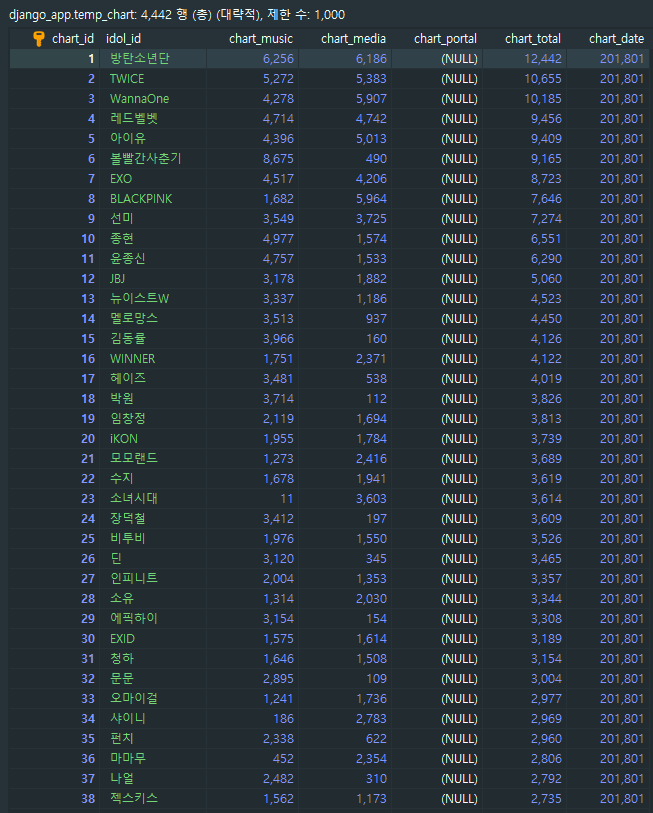 django_app.temp_chart: 4,442 행 (총) (대략적), 제한 수: 1,000
chart_id idol_id chart_music chart_media chart_portal chart_total chart_date
1 방탄소년단 6,256 6,186 (NULL) 12,442 201,801
2 TWICE 5,272 5,383 (NULL) 10,655 201,801
3 WannaOne 4,278 5,907 (NULL) 10,185 201,801
4 레드벨벳 4,714 4,742 (NULL) 9,456 201,801
5 아이유 4,396 5,013 (NULL) 9,409 201,801
6 볼빨간사춘기 8,675 490 (NULL) 9,165 201,801
7 EXO 4,517 4,206 (NULL) 8,723 201,801
8 BLACKPINK 1,682 5,964 (NULL) 7,646 201,801
9 선미 3,549 3,725 (NULL) 7,274 201,801
10 종현 4,977 1,574 (NULL) 6,551 201,801
11 윤종신 4,757 1,533 (NULL) 6,290 201,801
12 JBJ 3,178 1,882 (NULL) 5,060 201,801
13 뉴이스트W 3,337 1,186 (NULL) 4,523 201,801
14 멜로망스 3,513 937 (NULL) 4,450 201,801
15 김동률 3,966 160 (NULL) 4,126 201,801
16 WINNER 1,751 2,371 (NULL) 4,122 201,801
17 헤이즈 3,481 538 (NULL) 4,019 201,801
18 박원 3,714 112 (NULL) 3,826 201,801
19 임창정 2,119 1,694 (NULL) 3,813 201,801
20 iKON 1,955 1,784 (NULL) 3,739 201,801
21 모모랜드 1,273 2,416 (NULL) 3,689 201,801
22 수지 1,678 1,941 (NULL) 3,619 201,801
23 소녀시대 11 3,603 (NULL) 3,614 201,801
24 장덕철 3,412 197 (NULL) 3,609 201,801
25 비투비 1,976 1,550 (NULL) 3,526 201,801
26 딘 3,120 345 (NULL) 3,465 201,801
27 인피니트 2,004 1,353 (NULL) 3,357 201,801
28 소유 1,314 2,030 (NULL) 3,344 201,801
29 에픽하이 3,154 154 (NULL) 3,308 201,801
30 EXID 1,575 1,614 (NULL) 3,189 201,801
31 청하 1,646 1,508 (NULL) 3,154 201,801
32 문문 2,895 109 (NULL) 3,004 201,801
33 오마이걸 1,241 1,736 (NULL) 2,977 201,801
34 샤이니 186 2,783 (NULL) 2,969 201,801
35 펀치 2,338 622 (NULL) 2,960 201,801
36 마마무 452 2,354 (NULL) 2,806 201,801
37 나얼 2,482 310 (NULL) 2,792 201,801
38 젝스키스 1,562 1,173 (NULL) 2,735 201,801